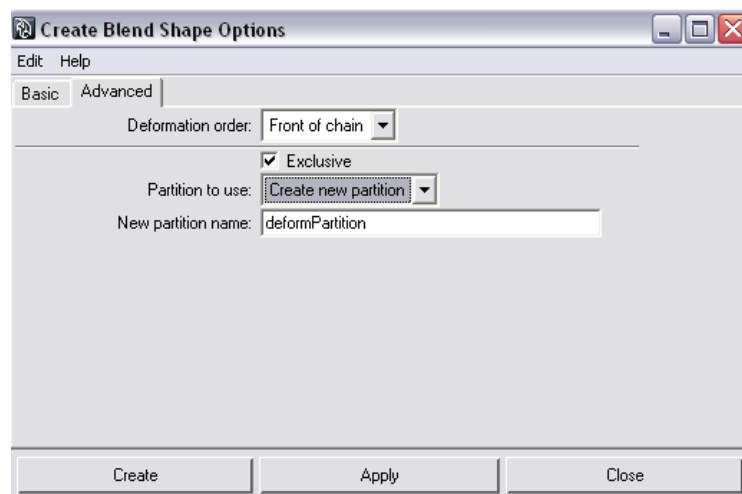 Create Blend Shape Options
Edit Help
Basic Advanced
Deformation order: Front of chain
Exclusive
Partition to use: Create new partition
New partition name: deformPartition
Create Apply Close